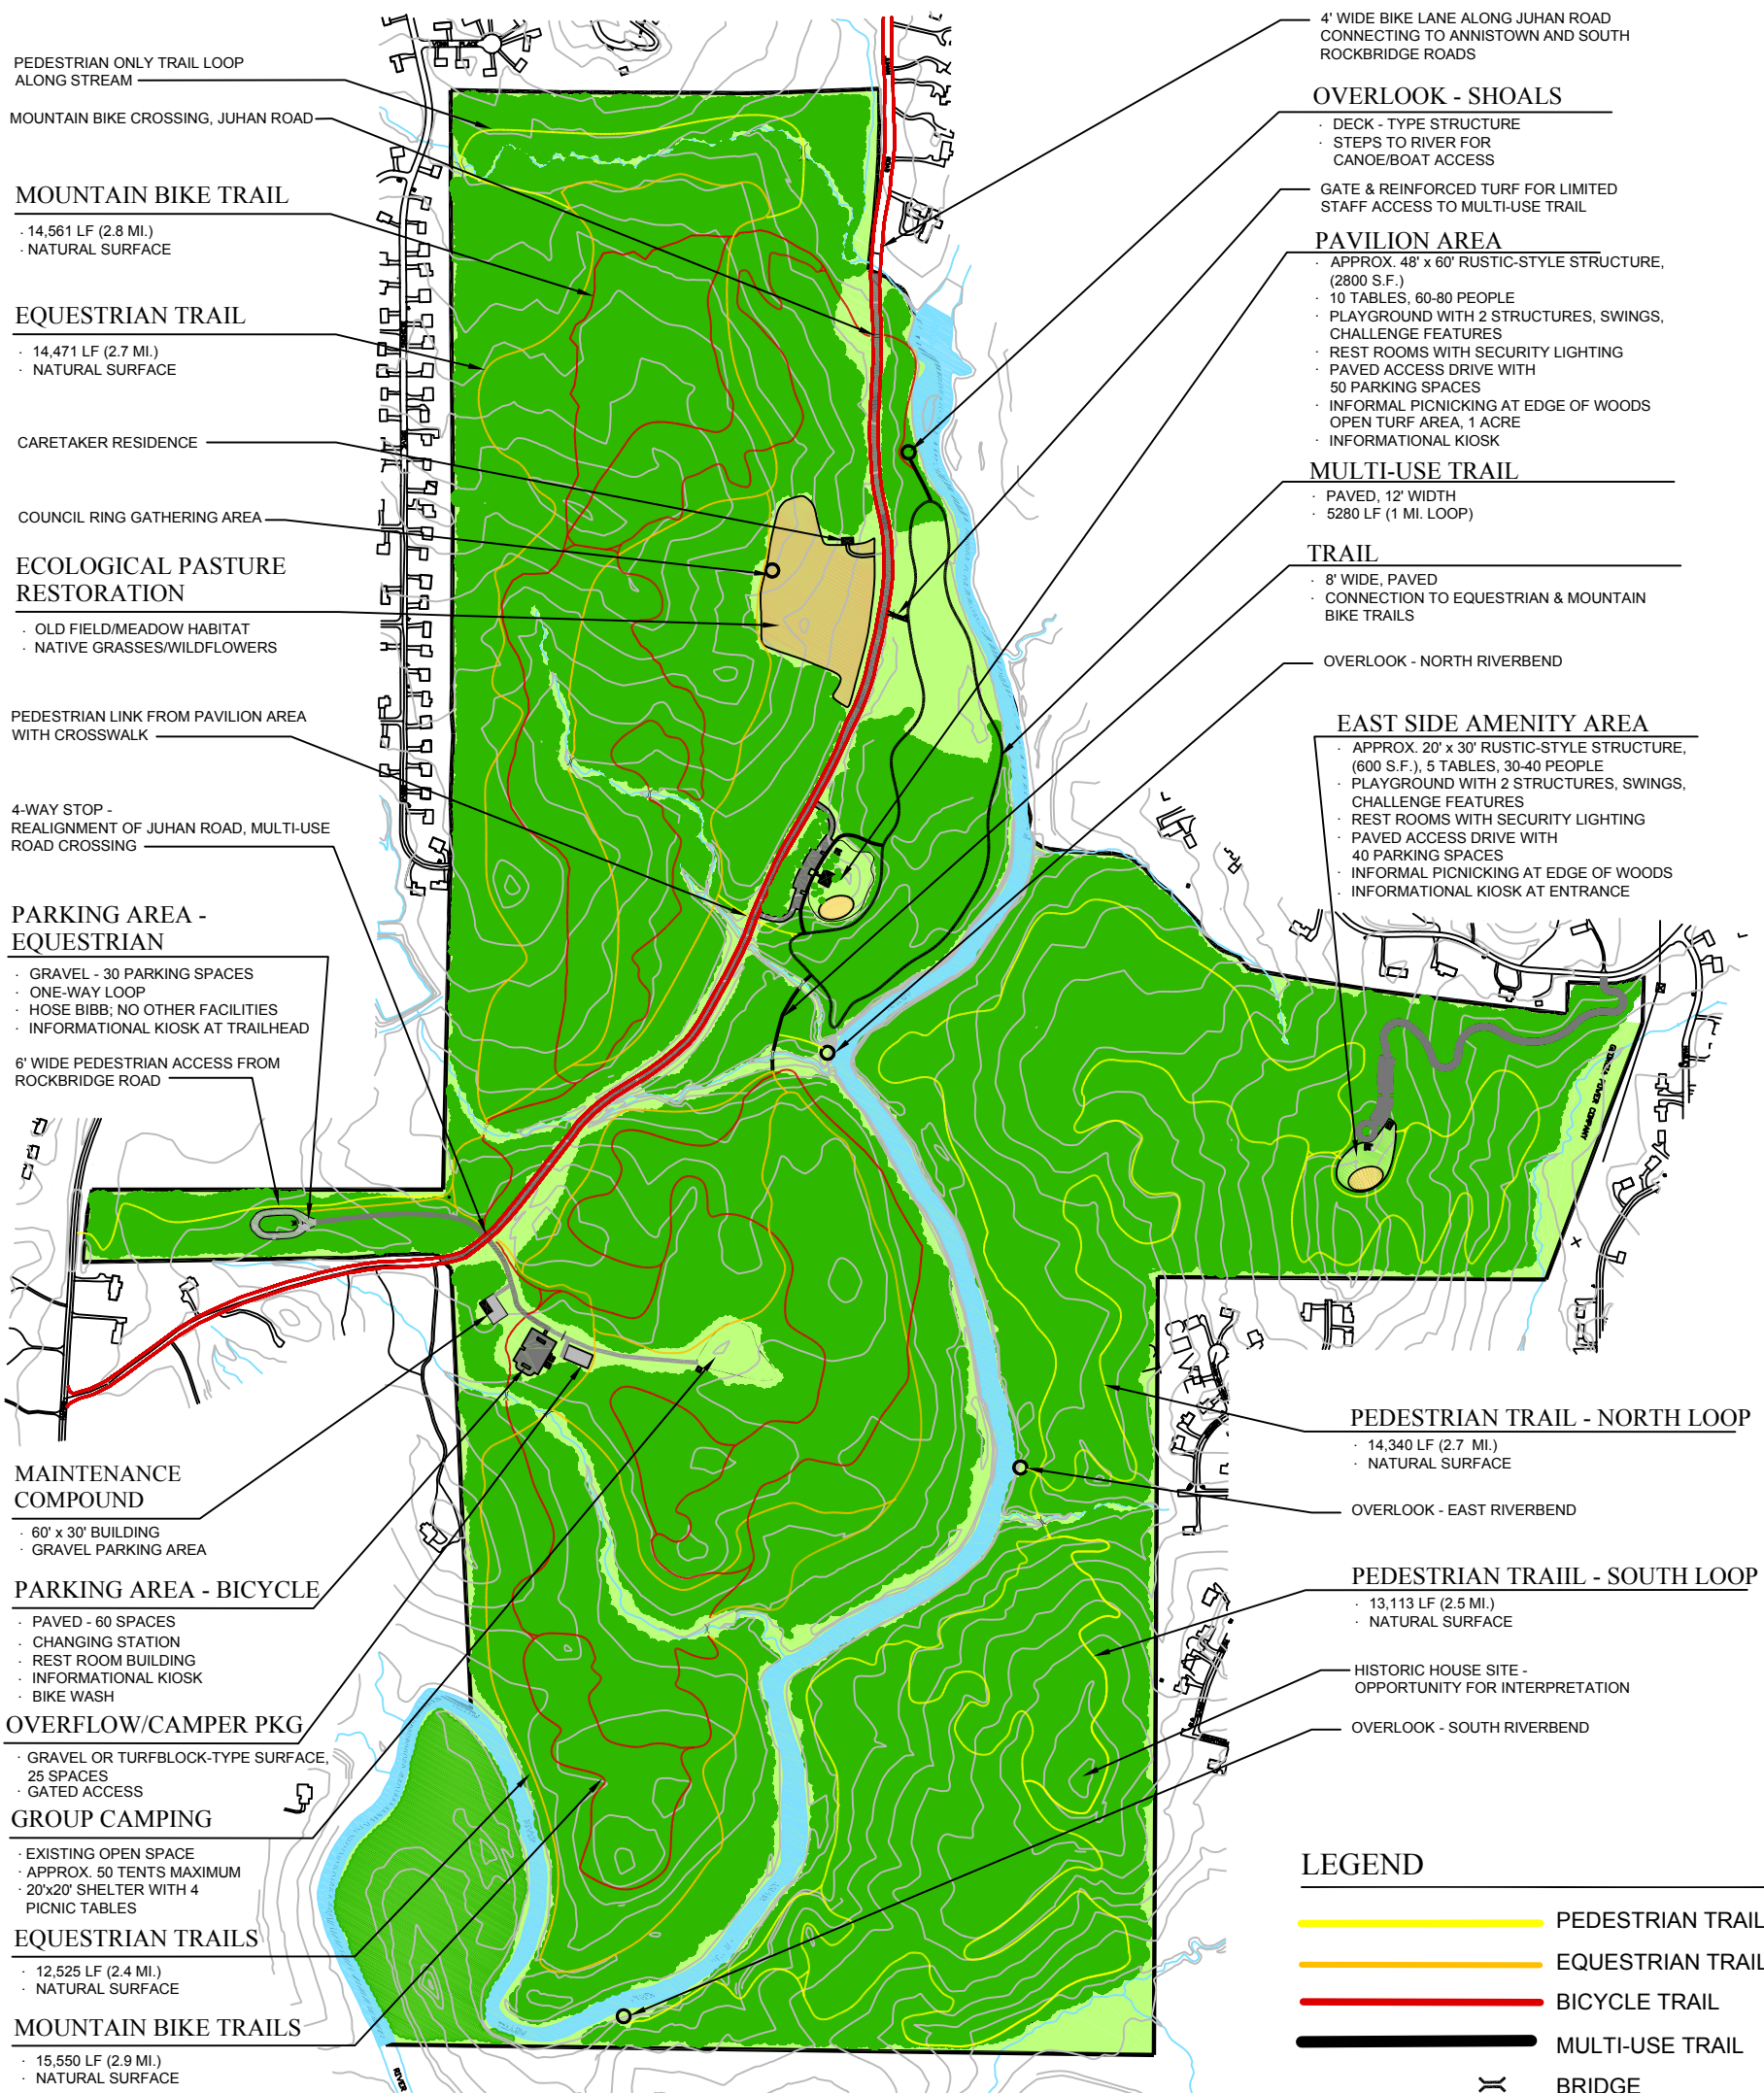 PEDESTRIAN ONLY TRAIL LOOP
ALONG STREAM
MOUNTAIN BIKE CROSSING, JUHAN ROAD
MOUNTAIN BIKE TRAIL
· 14,561 LF (2.8 MI.)
· NATURAL SURFACE
EQUESTRIAN TRAIL
· 14,471 LF (2.7 MI.)
· NATURAL SURFACE
CARETAKER RESIDENCE
COUNCIL RING GATHERING AREA
ECOLOGICAL PASTURE
RESTORATION
· OLD FIELD/MEADOW HABITAT
· NATIVE GRASSES/WILDFLOWERS
PEDESTRIAN LINK FROM PAVILION AREA
WITH CROSSWALK
4-WAY STOP -
REALIGNMENT OF JUHAN ROAD, MULTI-USE
ROAD CROSSING
PARKING AREA -
EQUESTRIAN
· GRAVEL - 30 PARKING SPACES
· ONE-WAY LOOP
· HOSE BIBB; NO OTHER FACILITIES
· INFORMATIONAL KIOSK AT TRAILHEAD
6' WIDE PEDESTRIAN ACCESS FROM
ROCKBRIDGE ROAD
MAINTENANCE
COMPOUND
· 60' x 30' BUILDING
· GRAVEL PARKING AREA
PARKING AREA - BICYCLE
· PAVED - 60 SPACES
· CHANGING STATION
· REST ROOM BUILDING
· INFORMATIONAL KIOSK
· BIKE WASH
OVERFLOW/CAMPER PKG
· GRAVEL OR TURFBLOCK-TYPE SURFACE,
25 SPACES
· GATED ACCESS
GROUP CAMPING
· EXISTING OPEN SPACE
· APPROX. 50 TENTS MAXIMUM
· 20'x20' SHELTER WITH 4
PICNIC TABLES
EQUESTRIAN TRAILS
· 12,525 LF (2.4 MI.)
· NATURAL SURFACE
MOUNTAIN BIKE TRAILS
· 15,550 LF (2.9 MI.)
· NATURAL SURFACE
4' WIDE BIKE LANE ALONG JUHAN ROAD
CONNECTING TO ANNISTOWN AND SOUTH
ROCKBRIDGE ROADS
OVERLOOK - SHOALS
· DECK - TYPE STRUCTURE
· STEPS TO RIVER FOR
CANOE/BOAT ACCESS
GATE & REINFORCED TURF FOR LIMITED
STAFF ACCESS TO MULTI-USE TRAIL
PAVILION AREA
· APPROX. 48' x 60' RUSTIC-STYLE STRUCTURE,
(2800 S.F.)
· 10 TABLES, 60-80 PEOPLE
· PLAYGROUND WITH 2 STRUCTURES, SWINGS,
CHALLENGE FEATURES
· REST ROOMS WITH SECURITY LIGHTING
· PAVED ACCESS DRIVE WITH
50 PARKING SPACES
· INFORMAL PICNICKING AT EDGE OF WOODS
OPEN TURF AREA, 1 ACRE
· INFORMATIONAL KIOSK
MULTI-USE TRAIL
· PAVED, 12' WIDTH
· 5280 LF (1 MI. LOOP)
TRAIL
· 8' WIDE, PAVED
· CONNECTION TO EQUESTRIAN & MOUNTAIN
BIKE TRAILS
OVERLOOK - NORTH RIVERBEND
EAST SIDE AMENITY AREA
· APPROX. 20' x 30' RUSTIC-STYLE STRUCTURE,
(600 S.F.), 5 TABLES, 30-40 PEOPLE
· PLAYGROUND WITH 2 STRUCTURES, SWINGS,
CHALLENGE FEATURES
· REST ROOMS WITH SECURITY LIGHTING
· PAVED ACCESS DRIVE WITH
40 PARKING SPACES
· INFORMAL PICNICKING AT EDGE OF WOODS
· INFORMATIONAL KIOSK AT ENTRANCE
GEORGIA POWER COMPANY
PEDESTRIAN TRAIL - NORTH LOOP
· 14,340 LF (2.7 MI.)
· NATURAL SURFACE
OVERLOOK - EAST RIVERBEND
PEDESTRIAN TRAIIL - SOUTH LOOP
· 13,113 LF (2.5 MI.)
· NATURAL SURFACE
HISTORIC HOUSE SITE -
OPPORTUNITY FOR INTERPRETATION
OVERLOOK - SOUTH RIVERBEND
RIVER
LEGEND
PEDESTRIAN TRAIL
EQUESTRIAN TRAIL
BICYCLE TRAIL
MULTI-USE TRAIL
BRIDGE